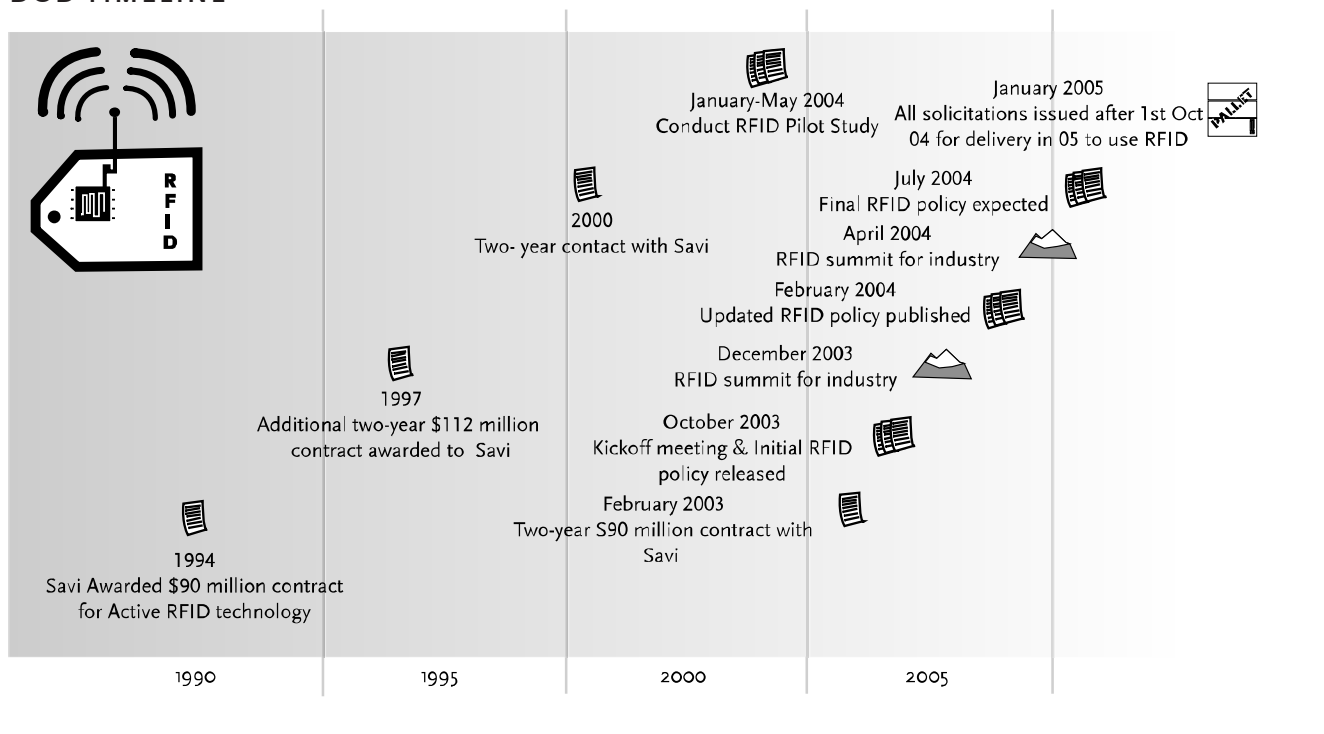 DOD TIMELINE
RFID
January-May 2004
Conduct RFID Pilot Study
January 2005
All solicitations issued after 1st Oct
04 for delivery in 05 to use RFID
PALLET
2000
Two- year contact with Savi
July 2004
Final RFID policy expected
April 2004
RFID summit for industry
February 2004
Updated RFID policy published
December 2003
RFID summit for industry
1997
Additional two-year $112 million
contract awarded to Savi
October 2003
Kickoff meeting & Initial RFID
policy released
February 2003
Two-year S90 million contract with
Savi
1994
Savi Awarded $90 million contract
for Active RFID technology
1990 1995 2000 2005